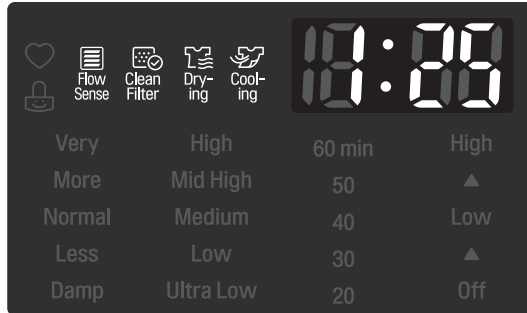 1:25
Flow Sense
Clean Filter
Dry-ing
Cool-ing
Very High 60 min High
More Mid High 50 ▲
Normal Medium 40 Low
Less Low 30 ▲
Damp Ultra Low 20 Off